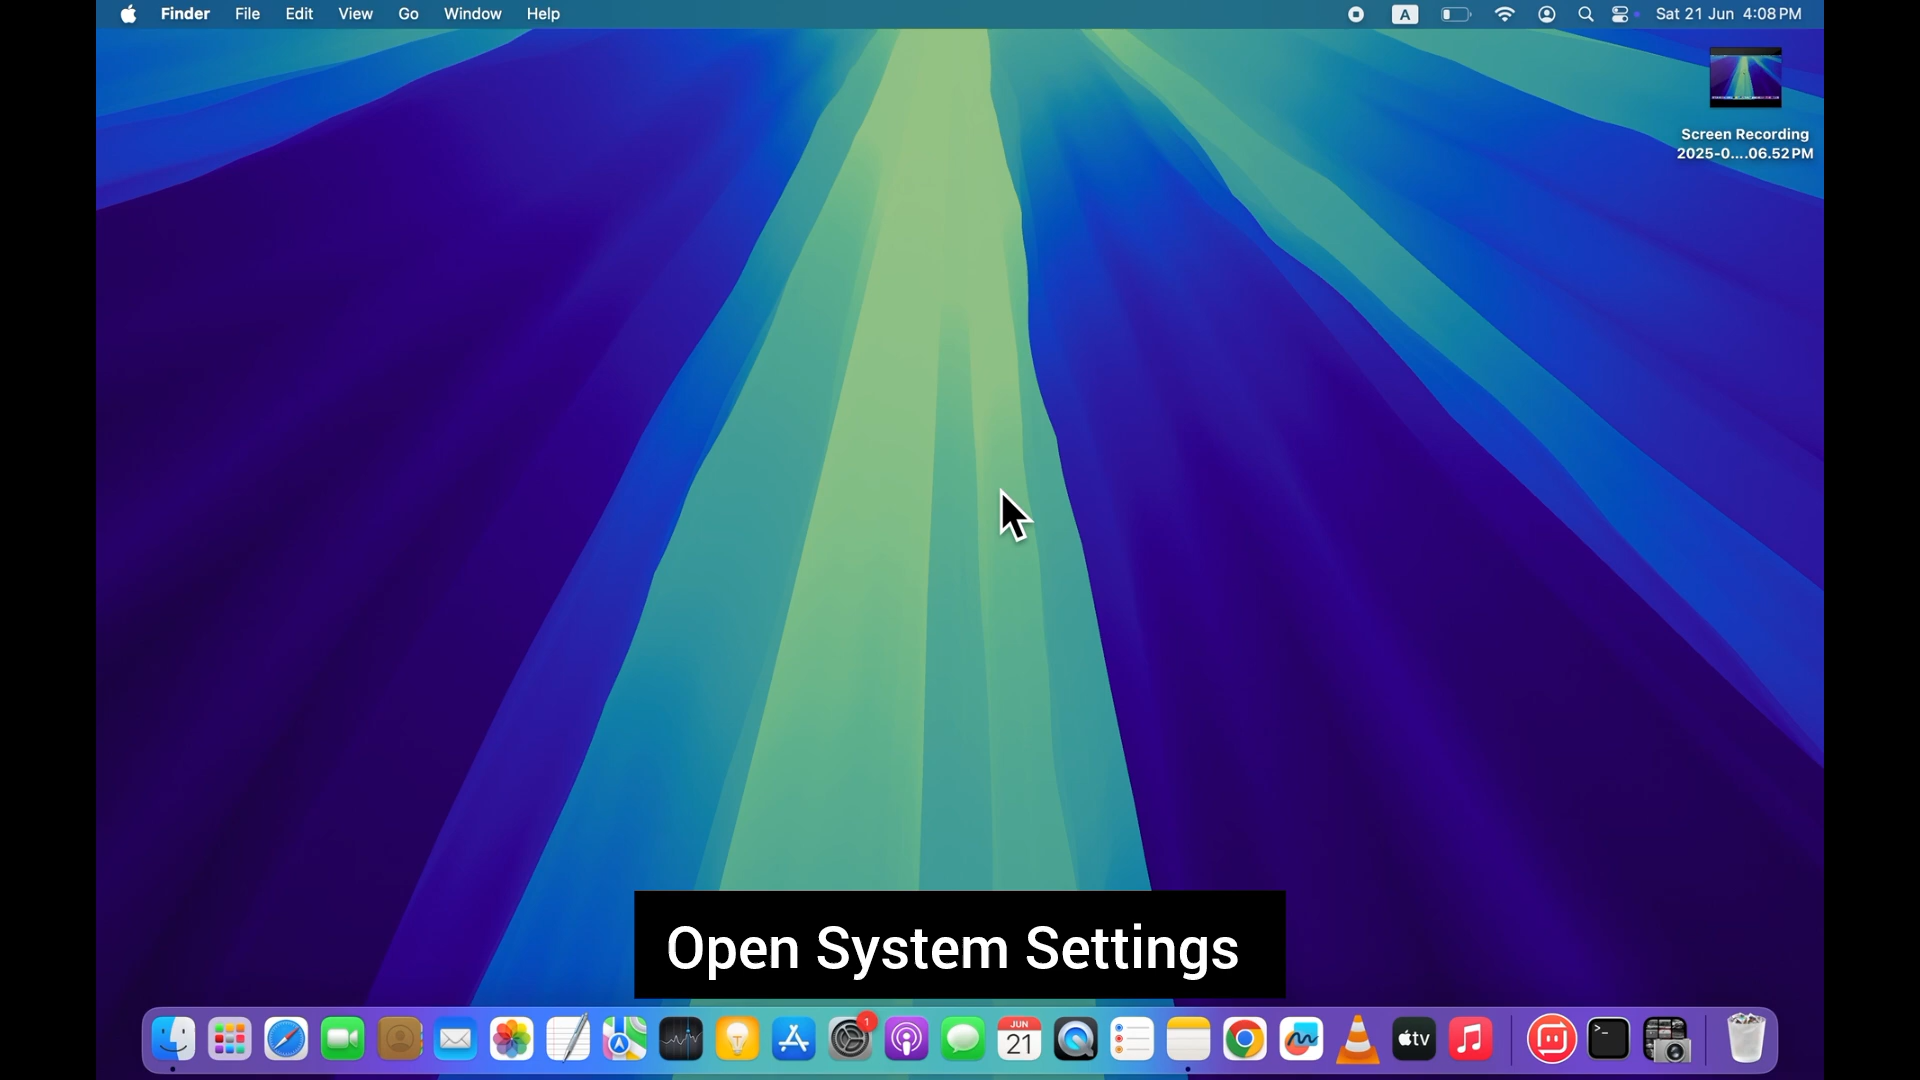 Finder File Edit View Go Window Help A Sat 21 Jun 4:08 PM
Screen Recording
2025-0....06.52 PM
Open System Settings
1
JUN
21
tv
>_